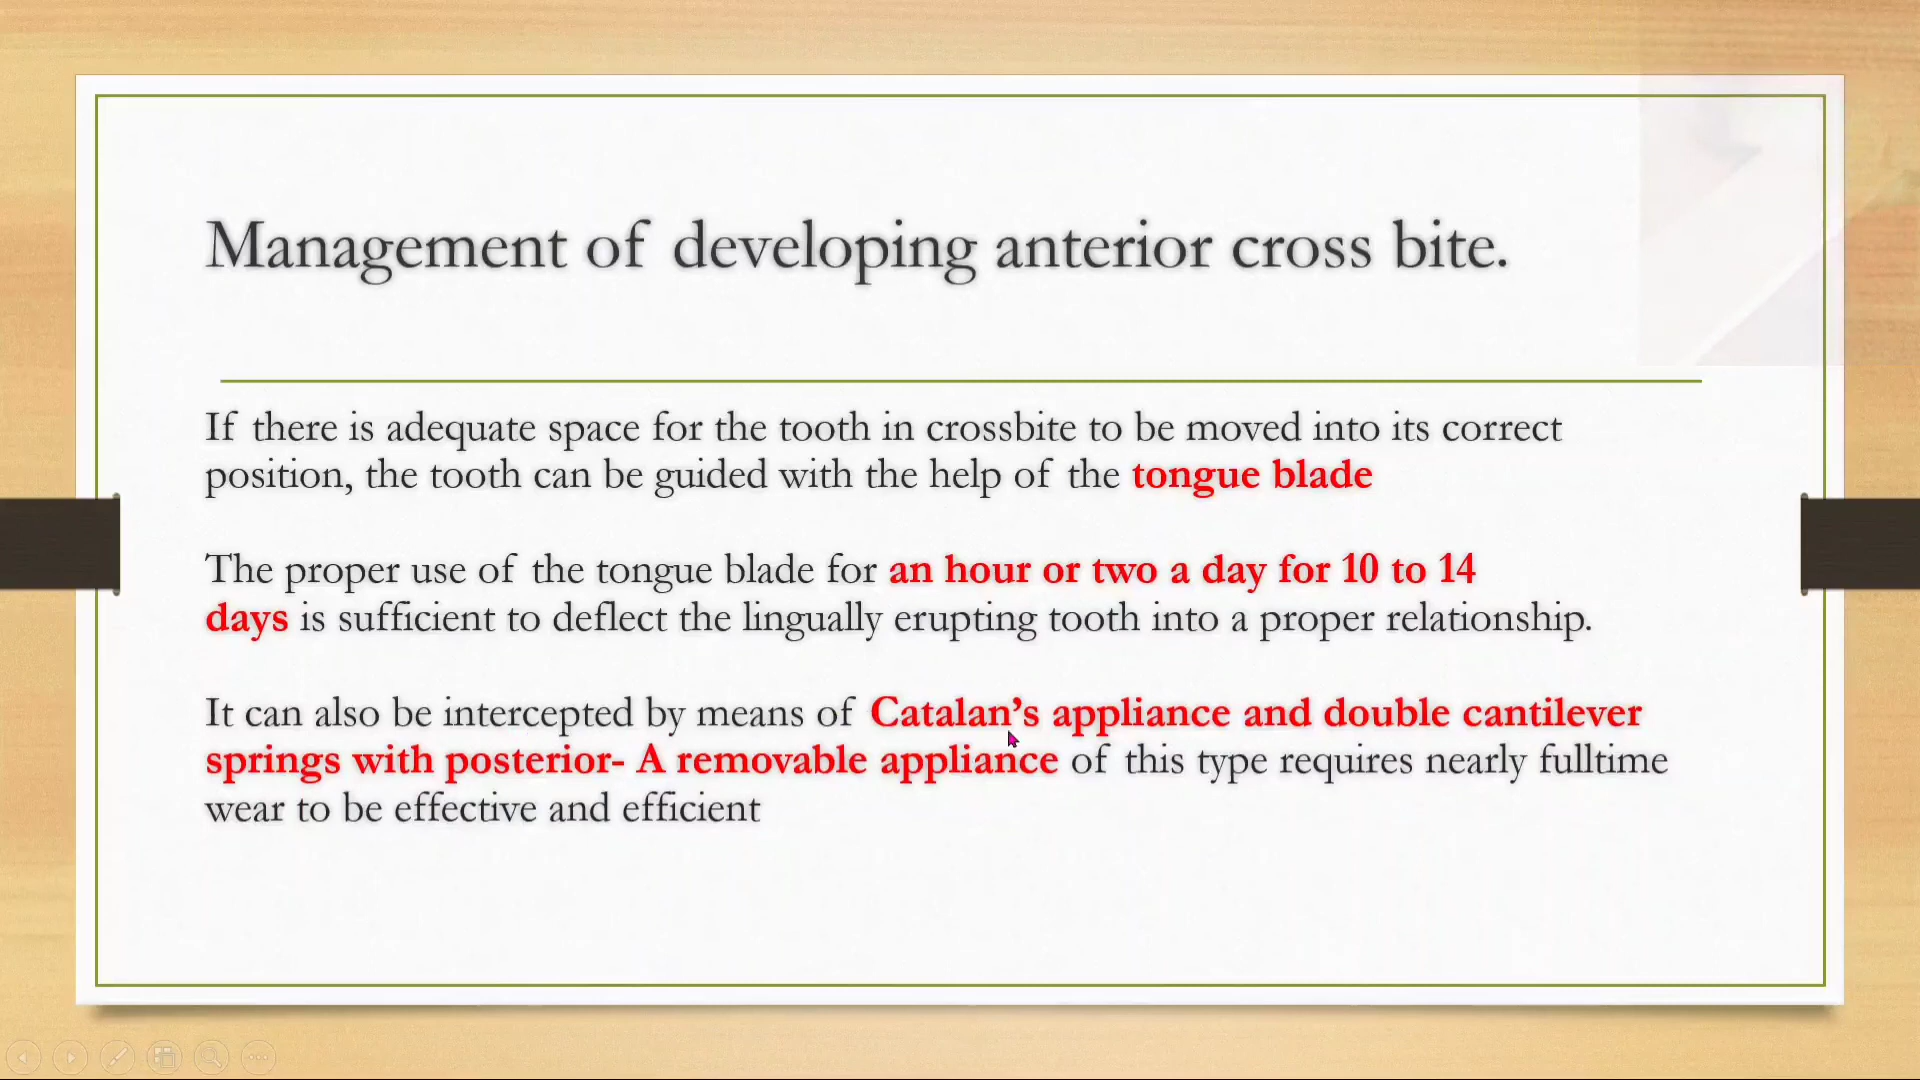 Management of developing anterior cross bite.
If there is adequate space for the tooth in crossbite to be moved into its correct
position, the tooth can be guided with the help of the tongue blade
The proper use of the tongue blade for an hour or two a day for 10 to 14
days is sufficient to deflect the lingually erupting tooth into a proper relationship.
It can also be intercepted by means of Catalan’s appliance and double cantilever
springs with posterior- A removable appliance of this type requires nearly fulltime
wear to be effective and efficient